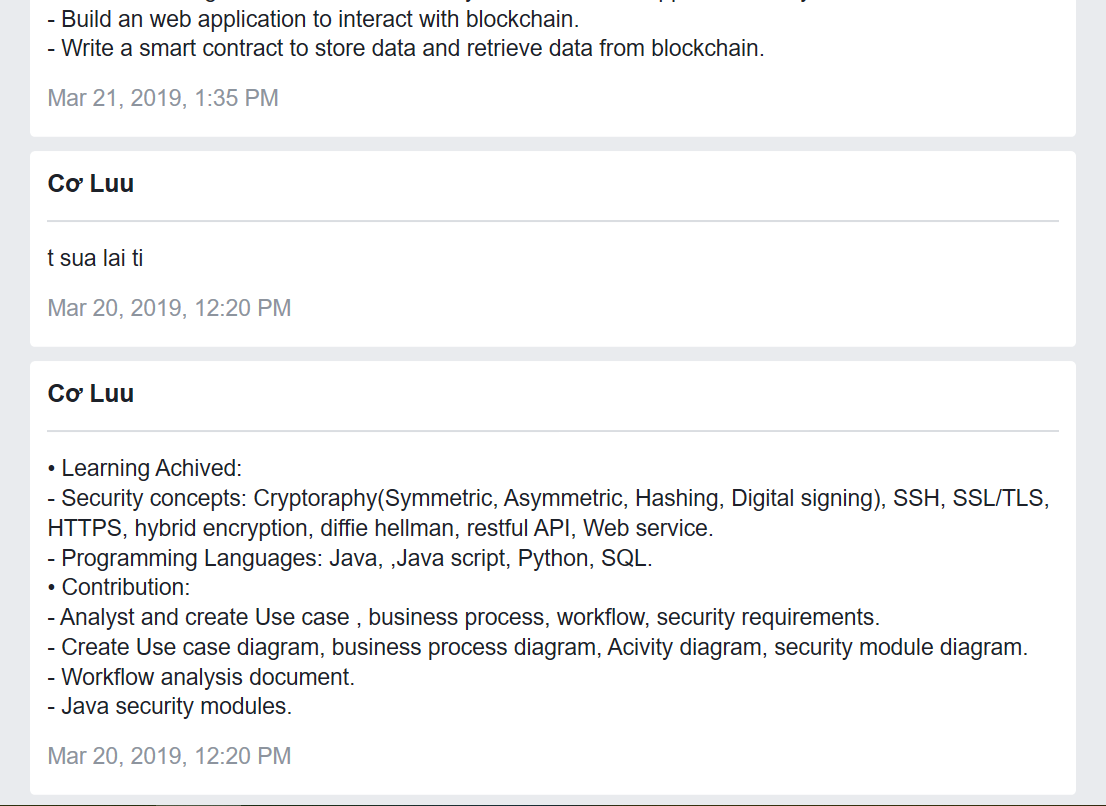 - Build an web application to interact with blockchain.
- Write a smart contract to store data and retrieve data from blockchain.
Mar 21, 2019, 1:35 PM
Cơ Luu
t sua lai ti
Mar 20, 2019, 12:20 PM
Cơ Luu
• Learning Achived:
- Security concepts: Cryptoraphy(Symmetric, Asymmetric, Hashing, Digital signing), SSH, SSL/TLS,
HTTPS, hybrid encryption, diffie hellman, restful API, Web service.
- Programming Languages: Java, ,Java script, Python, SQL.
• Contribution:
- Analyst and create Use case , business process, workflow, security requirements.
- Create Use case diagram, business process diagram, Acivity diagram, security module diagram.
- Workflow analysis document.
- Java security modules.
Mar 20, 2019, 12:20 PM